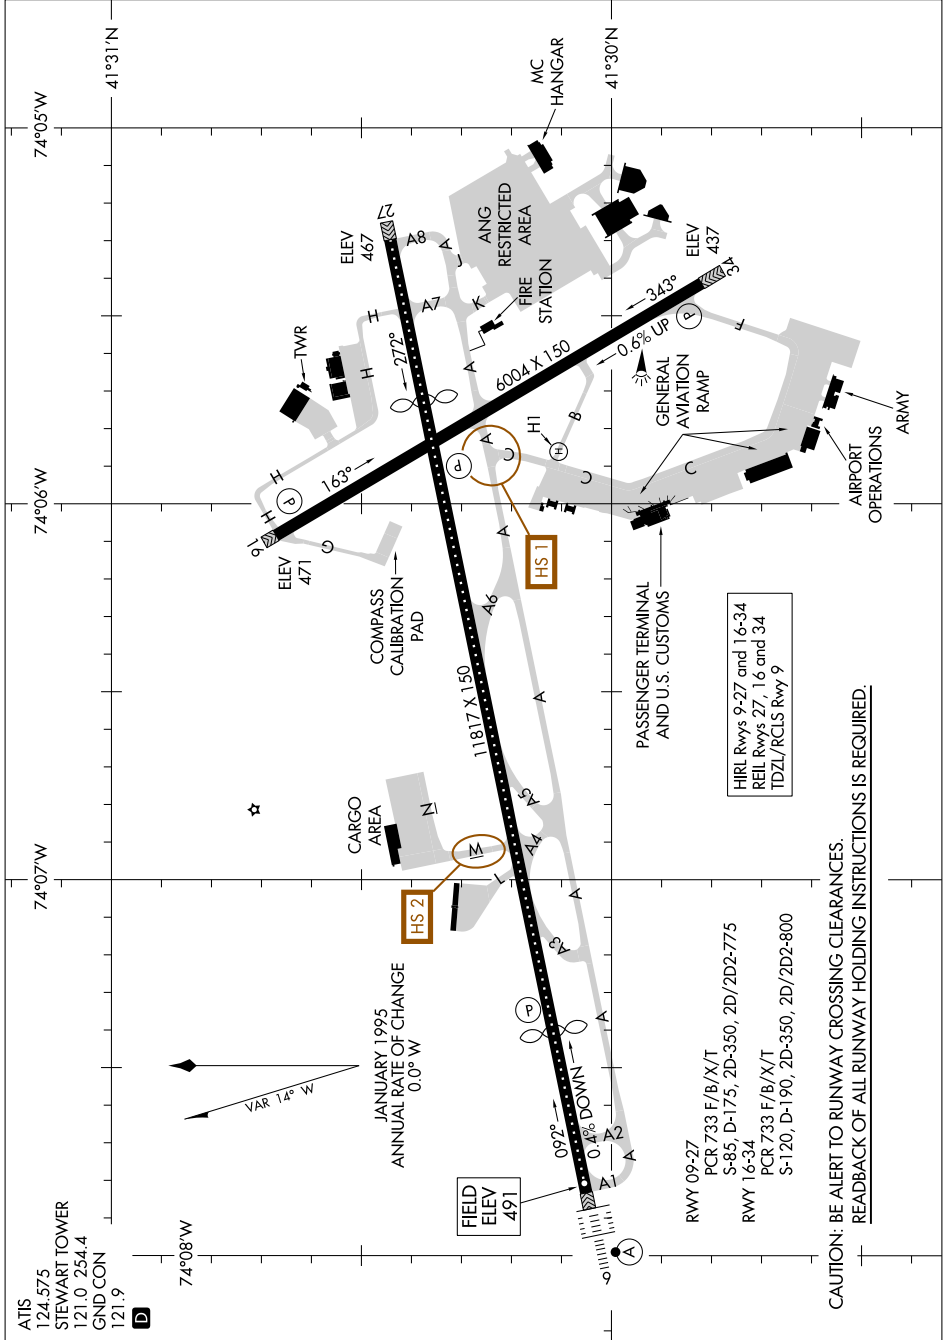 ATIS
124.575
STEWART TOWER
121.0 254.4
GND CON
121.9
D
74°08'W
74°07'W
74°06'W
74°05'W
41°31'N
41°30'N
VAR 14° W
JANUARY 1995
ANNUAL RATE OF CHANGE
0.0° W
FIELD
ELEV
491
HS 2
CARGO
AREA
N
M
L
COMPASS
CALIBRATION
PAD
ELEV
471
16
G
H
H
P
163°
TWR
H
H
ELEV
467
27
A8
A
J
A7
K
272°
ANG
RESTRICTED
AREA
FIRE
STATION
MC
HANGAR
ELEV
437
34
343°
0.6% UP
P
F
6004 X 150
A
A
C
P
HS 1
H1
H
B
C
C
GENERAL
AVIATION
RAMP
ARMY
AIRPORT
OPERATIONS
PASSENGER TERMINAL
AND U.S. CUSTOMS
A
A6
11817 X 150
A
A5
A4
A
A3
P
A
092°
0.4% DOWN
A2
A
A1
9
A
HIRL Rwys 9-27 and 16-34
REIL Rwys 27, 16 and 34
TDZL/RCLS Rwy 9
RWY 09-27
PCR 733 F/B/X/T
S-85, D-175, 2D-350, 2D/2D2-775
RWY 16-34
PCR 733 F/B/X/T
S-120, D-190, 2D-350, 2D/2D2-800
CAUTION: BE ALERT TO RUNWAY CROSSING CLEARANCES.
READBACK OF ALL RUNWAY HOLDING INSTRUCTIONS IS REQUIRED.